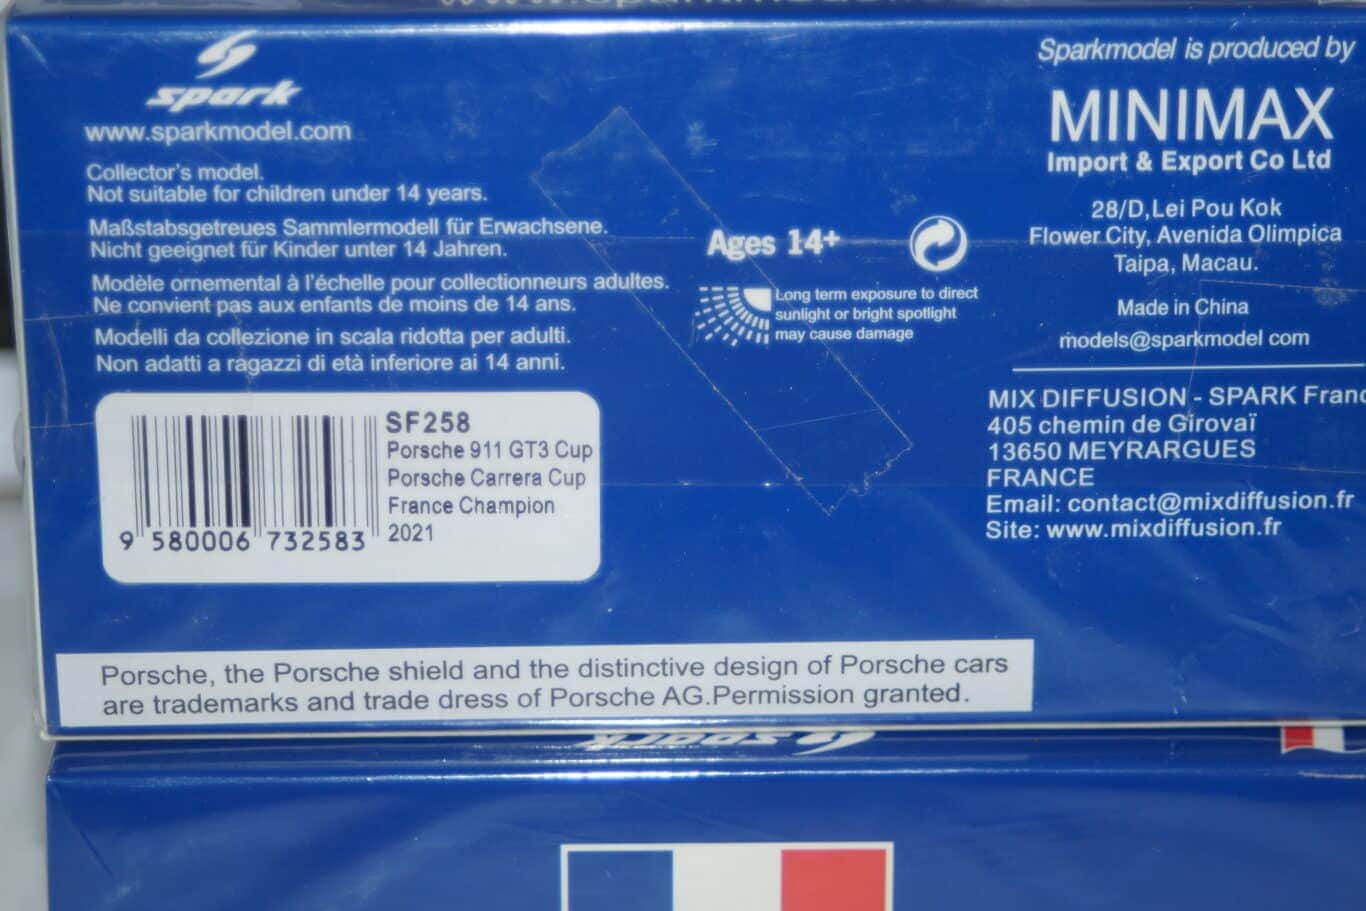 spark
www.sparkmodel.com
Collector's model.
Not suitable for children under 14 years.
Maßstabsgetreues Sammlermodell für Erwachsene.
Nicht geeignet für Kinder unter 14 Jahren.
Modèle ornemental à l'échelle pour collectionneurs adultes.
Ne convient pas aux enfants de moins de 14 ans.
Modelli da collezione in scala ridotta per adulti.
Non adatti a ragazzi di età inferiore ai 14 anni.
SF258
Porsche 911 GT3 Cup
Porsche Carrera Cup
France Champion
2021
9 580006 732583
Ages 14+
Long term exposure to direct
sunlight or bright spotlight
may cause damage
Sparkmodel is produced by
MINIMAX
Import & Export Co Ltd
28/D,Lei Pou Kok
Flower City, Avenida Olimpica
Taipa, Macau.
Made in China
models@sparkmodel.com
MIX DIFFUSION - SPARK Franc
405 chemin de Girovaï
13650 MEYRARGUES
FRANCE
Email: contact@mixdiffusion.fr
Site: www.mixdiffusion.fr
Porsche, the Porsche shield and the distinctive design of Porsche cars
are trademarks and trade dress of Porsche AG.Permission granted.
spark